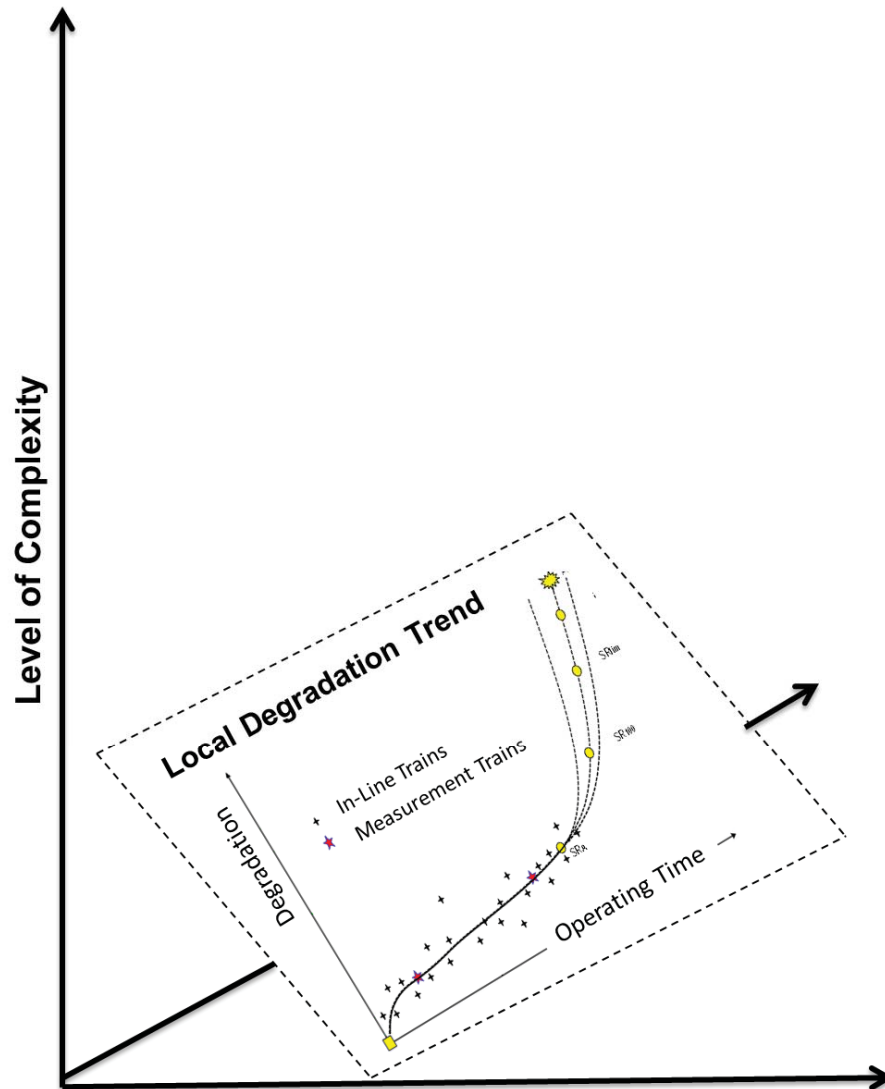 Level of Complexity
Local Degradation Trend
In-Line Trains
Measurement Trains
Degradation
Operating Time